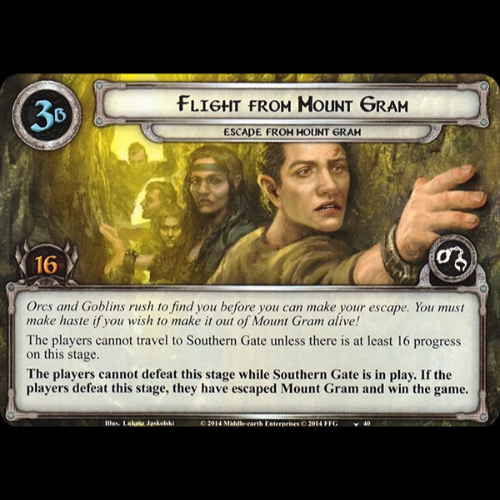 3B
FLIGHT FROM MOUNT GRAM
ESCAPE FROM MOUNT GRAM
16
Orcs and Goblins rush to find you before you can make your escape. You must
make haste if you wish to make it out of Mount Gram alive!
The players cannot travel to Southern Gate unless there is at least 16 progress
on this stage.
The players cannot defeat this stage while Southern Gate is in play. If the
players defeat this stage, they have escaped Mount Gram and win the game.
Illus. Lukasz Jaskolski © 2014 Middle-earth Enterprises © 2014 FFG 40